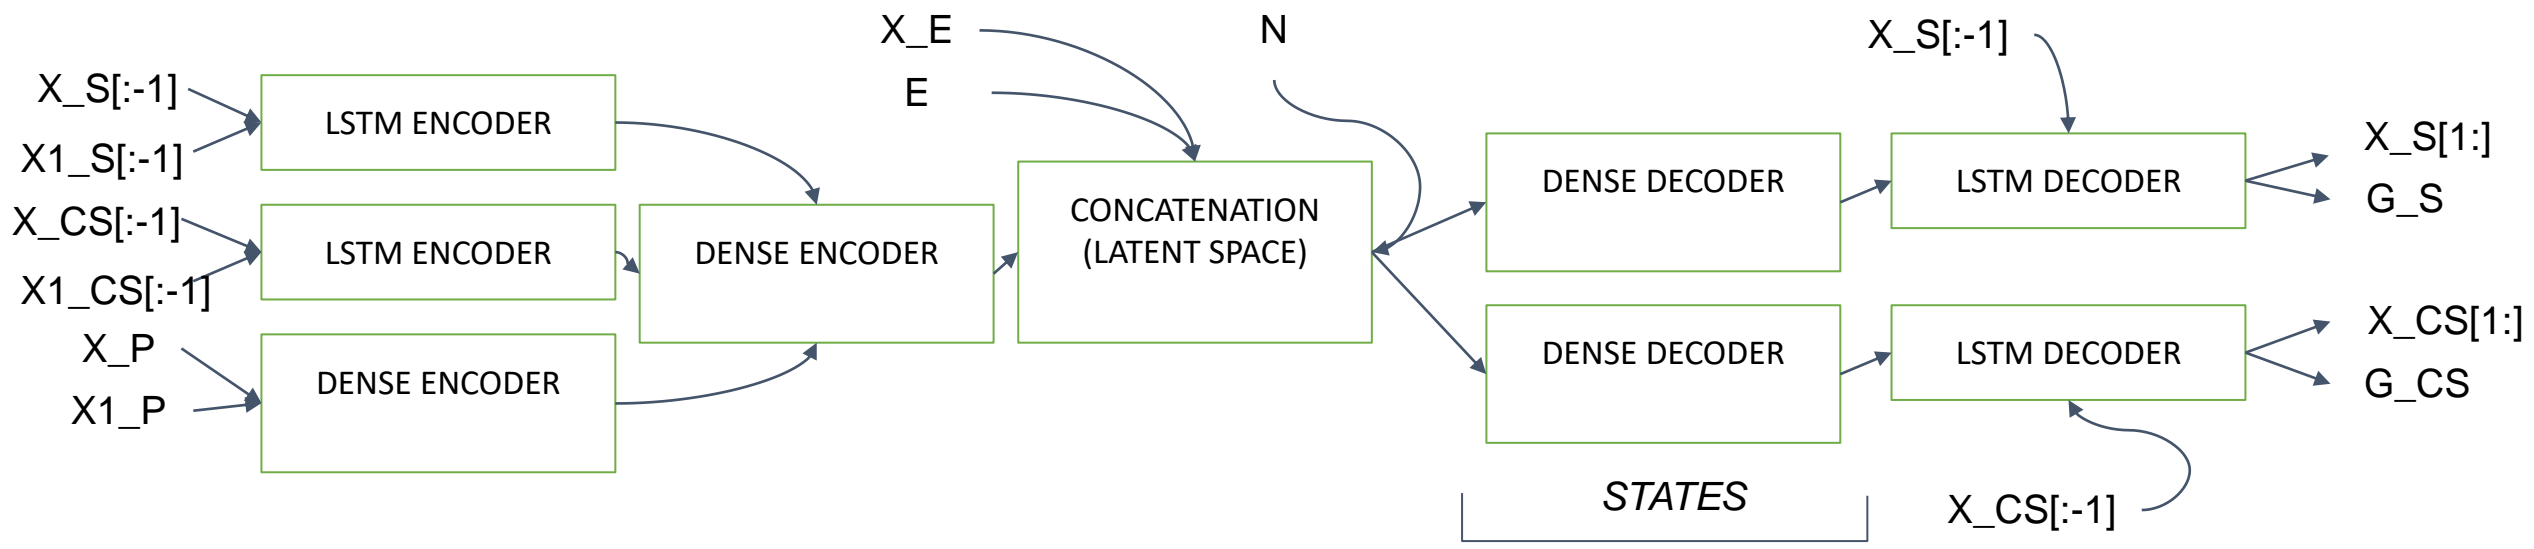 X_S[:-1]
X1_S[:-1]
X_CS[:-1]
X1_CS[:-1]
X_P
X1_P
LSTM ENCODER
LSTM ENCODER
DENSE ENCODER
DENSE ENCODER
X_E
E
CONCATENATION
(LATENT SPACE)
N
DENSE DECODER
DENSE DECODER
STATES
X_S[:-1]
LSTM DECODER
LSTM DECODER
X_CS[:-1]
X_S[1:]
G_S
X_CS[1:]
G_CS